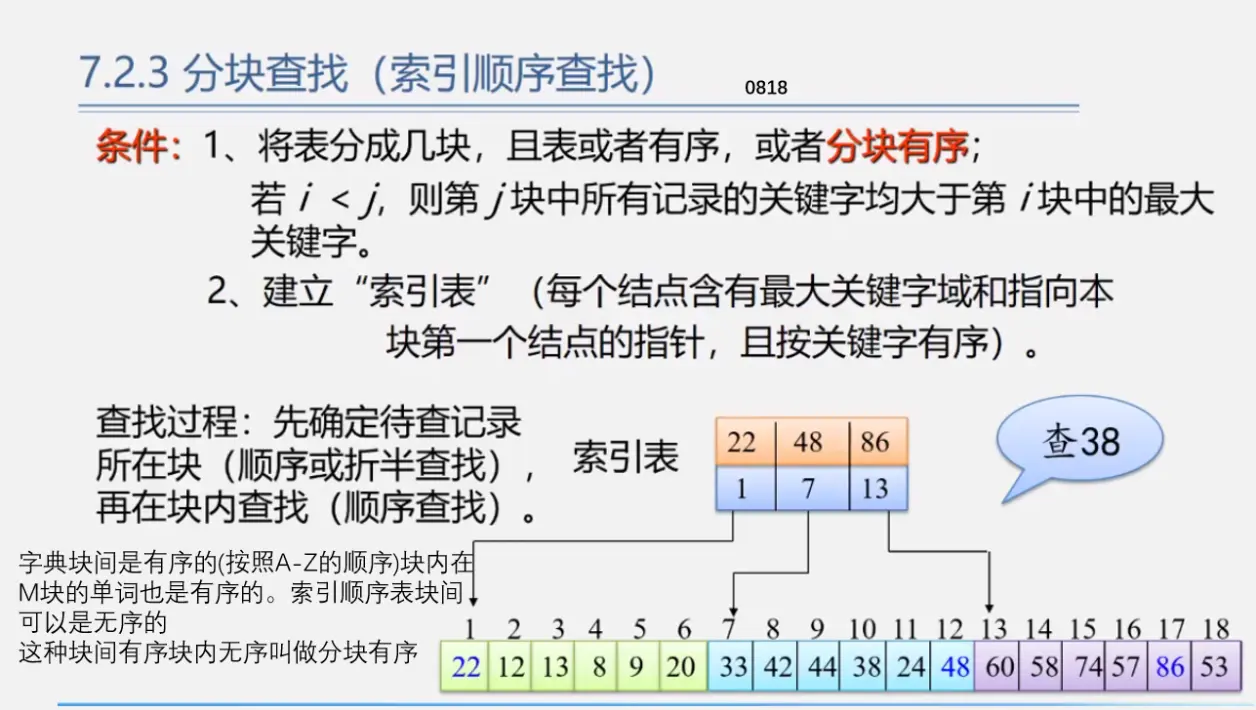 7.2.3 分块查找（索引顺序查找）
0818
条件：1、将表分成几块，且表或者有序，或者分块有序；
若 i < j，则第 j 块中所有记录的关键字均大于第 i 块中的最大
关键字。
2、建立“索引表”（每个结点含有最大关键字域和指向本
块第一个结点的指针，且按关键字有序）。
查找过程：先确定待查记录
所在块（顺序或折半查找），
再在块内查找（顺序查找）。
索引表
22 48 86
1 7 13
查38
字典块间是有序的(按照A-Z的顺序)块内在
M块的单词也是有序的。索引顺序表块间
可以是无序的
这种块间有序块内无序叫做分块有序
1 2 3 4 5 6 7 8 9 10 11 12 13 14 15 16 17 18
22 12 13 8 9 20 33 42 44 38 24 48 60 58 74 57 86 53